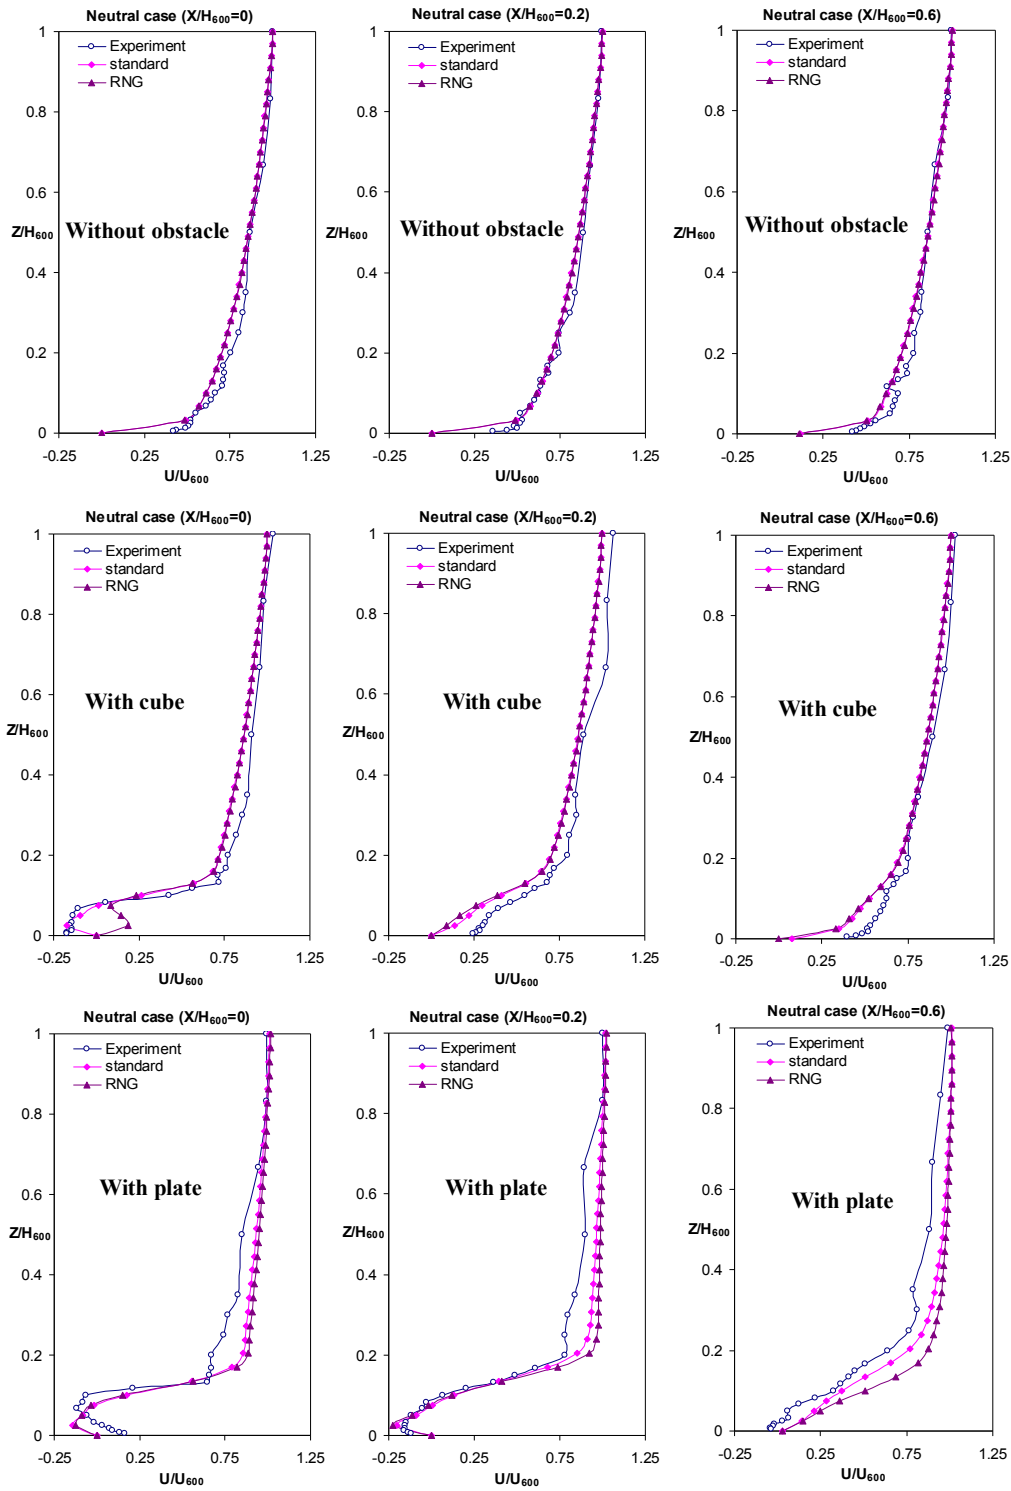 Neutral case (X/H600=0)
Experiment
standard
RNG
Without obstacle
Z/H600
1
0.8
0.6
0.4
0.2
0
-0.25 0.25 0.75 1.25
U/U600
Neutral case (X/H600=0.2)
Experiment
standard
RNG
Without obstacle
Z/H600
1
0.8
0.6
0.4
0.2
0
-0.25 0.25 0.75 1.25
U/U600
Neutral case (X/H600=0.6)
Experiment
standard
RNG
Without obstacle
Z/H600
1
0.8
0.6
0.4
0.2
0
-0.25 0.25 0.75 1.25
U/U600
Neutral case (X/H600=0)
Experiment
standard
RNG
With cube
Z/H600
1
0.8
0.6
0.4
0.2
0
-0.25 0.25 0.75 1.25
U/U600
Neutral case (X/H600=0.2)
Experiment
standard
RNG
With cube
Z/H600
1
0.8
0.6
0.4
0.2
0
-0.25 0.25 0.75 1.25
U/U600
Neutral case (X/H600=0.6)
Experiment
standard
RNG
With cube
Z/H600
1
0.8
0.6
0.4
0.2
0
-0.25 0.25 0.75 1.25
U/U600
Neutral case (X/H600=0)
Experiment
standard
RNG
With plate
Z/H600
1
0.8
0.6
0.4
0.2
0
-0.25 0.25 0.75 1.25
U/U600
Neutral case (X/H600=0.2)
Experiment
standard
RNG
With plate
Z/H600
1
0.8
0.6
0.4
0.2
0
-0.25 0.25 0.75 1.25
U/U600
Neutral case (X/H600=0.6)
Experiment
standard
RNG
With plate
Z/H600
1
0.8
0.6
0.4
0.2
0
-0.25 0.25 0.75 1.25
U/U600